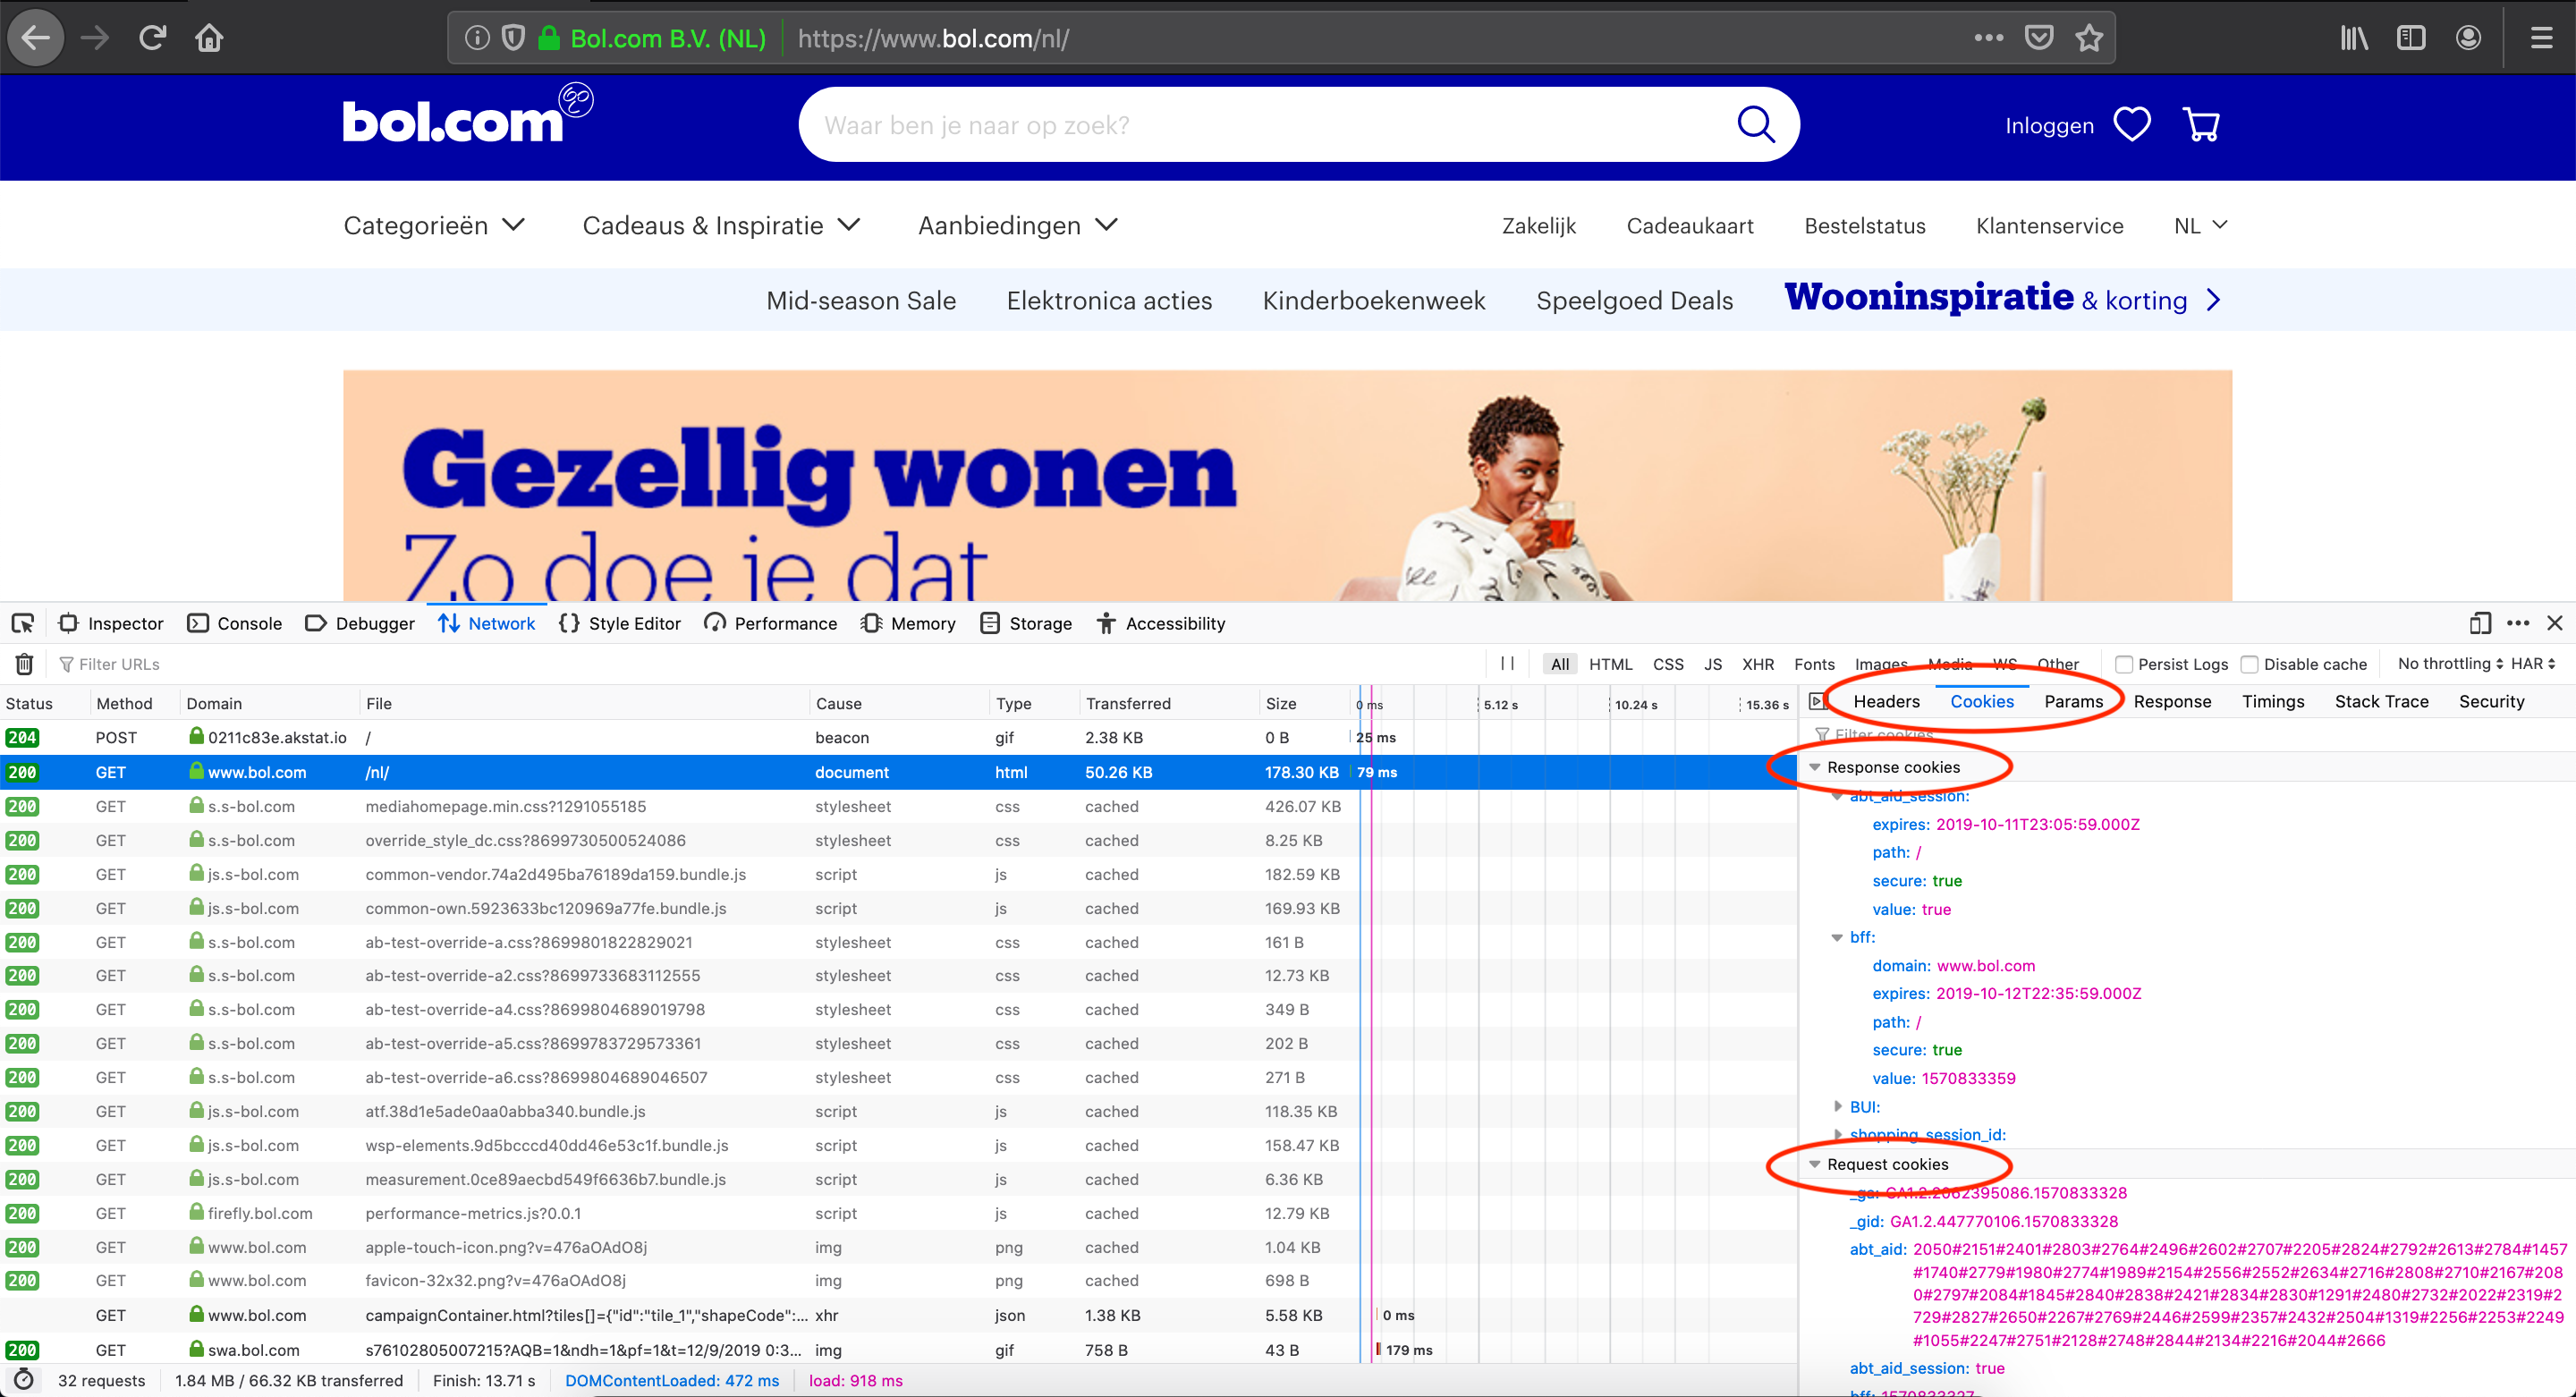 Bol.com B.V. (NL) https://www.bol.com/nl/
bol.com
Waar ben je naar op zoek?
Inloggen
Categorieën Cadeaus & Inspiratie Aanbiedingen Zakelijk Cadeaukaart Bestelstatus Klantenservice NL
Mid-season Sale Elektronica acties Kinderboekenweek Speelgoed Deals Wooninspiratie & korting
Gezellig wonen
Zo doe je dat
Inspector Console Debugger Network Style Editor Performance Memory Storage Accessibility
Filter URLs All HTML CSS JS XHR Fonts Images Media WS Other Persist Logs Disable cache No throttling HAR
Status Method Domain File Cause Type Transferred Size 0 ms 5.12 s 10.24 s 15.36 s
204 POST 0211c83e.akstat.io / beacon gif 2.38 KB 0 B 25 ms
200 GET www.bol.com /nl/ document html 50.26 KB 178.30 KB 79 ms
200 GET s.s-bol.com mediahomepage.min.css?1291055185 stylesheet css cached 426.07 KB
200 GET s.s-bol.com override_style_dc.css?8699730500524086 stylesheet css cached 8.25 KB
200 GET js.s-bol.com common-vendor.74a2d495ba76189da159.bundle.js script js cached 182.59 KB
200 GET js.s-bol.com common-own.5923633bc120969a77fe.bundle.js script js cached 169.93 KB
200 GET s.s-bol.com ab-test-override-a.css?8699801822829021 stylesheet css cached 161 B
200 GET s.s-bol.com ab-test-override-a2.css?8699733683112555 stylesheet css cached 12.73 KB
200 GET s.s-bol.com ab-test-override-a4.css?8699804689019798 stylesheet css cached 349 B
200 GET s.s-bol.com ab-test-override-a5.css?8699783729573361 stylesheet css cached 202 B
200 GET s.s-bol.com ab-test-override-a6.css?8699804689046507 stylesheet css cached 271 B
200 GET js.s-bol.com atf.38d1e5ade0aa0abba340.bundle.js script js cached 118.35 KB
200 GET js.s-bol.com wsp-elements.9d5bcccd40dd46e53c1f.bundle.js script js cached 158.47 KB
200 GET js.s-bol.com measurement.0ce89aecbd549f6636b7.bundle.js script js cached 6.36 KB
200 GET firefly.bol.com performance-metrics.js?0.0.1 script js cached 12.79 KB
200 GET www.bol.com apple-touch-icon.png?v=476aOAdO8j img png cached 1.04 KB
200 GET www.bol.com favicon-32x32.png?v=476aOAdO8j img png cached 698 B
GET www.bol.com campaignContainer.html?tiles[]={"id":"tile_1","shapeCode":... xhr json 1.38 KB 5.58 KB 0 ms
200 GET swa.bol.com s76102805007215?AQB=1&ndh=1&pf=1&t=12/9/2019 0:3... img gif 758 B 43 B 179 ms
32 requests 1.84 MB / 66.32 KB transferred Finish: 13.71 s DOMContentLoaded: 472 ms load: 918 ms
Headers Cookies Params Response Timings Stack Trace Security
Filter cookies
Response cookies
abt_aid_session:
expires: 2019-10-11T23:05:59.000Z
path: /
secure: true
value: true
bff:
domain: www.bol.com
expires: 2019-10-12T22:35:59.000Z
path: /
secure: true
value: 1570833359
BUI:
shopping_session_id:
Request cookies
_ga: GA1.2.2062395086.1570833328
_gid: GA1.2.447770106.1570833328
abt_aid: 2050#2151#2401#2803#2764#2496#2602#2707#2205#2824#2792#2613#2784#1457
#1740#2779#1980#2774#1989#2154#2556#2552#2634#2716#2808#2710#2167#208
0#2797#2084#1845#2840#2838#2421#2834#2830#1291#2480#2732#2022#2319#2
729#2827#2650#2267#2769#2446#2599#2357#2432#2504#1319#2256#2253#2249
#1055#2247#2751#2128#2748#2844#2134#2216#2044#2666
abt_aid_session: true
bff: 1570833327